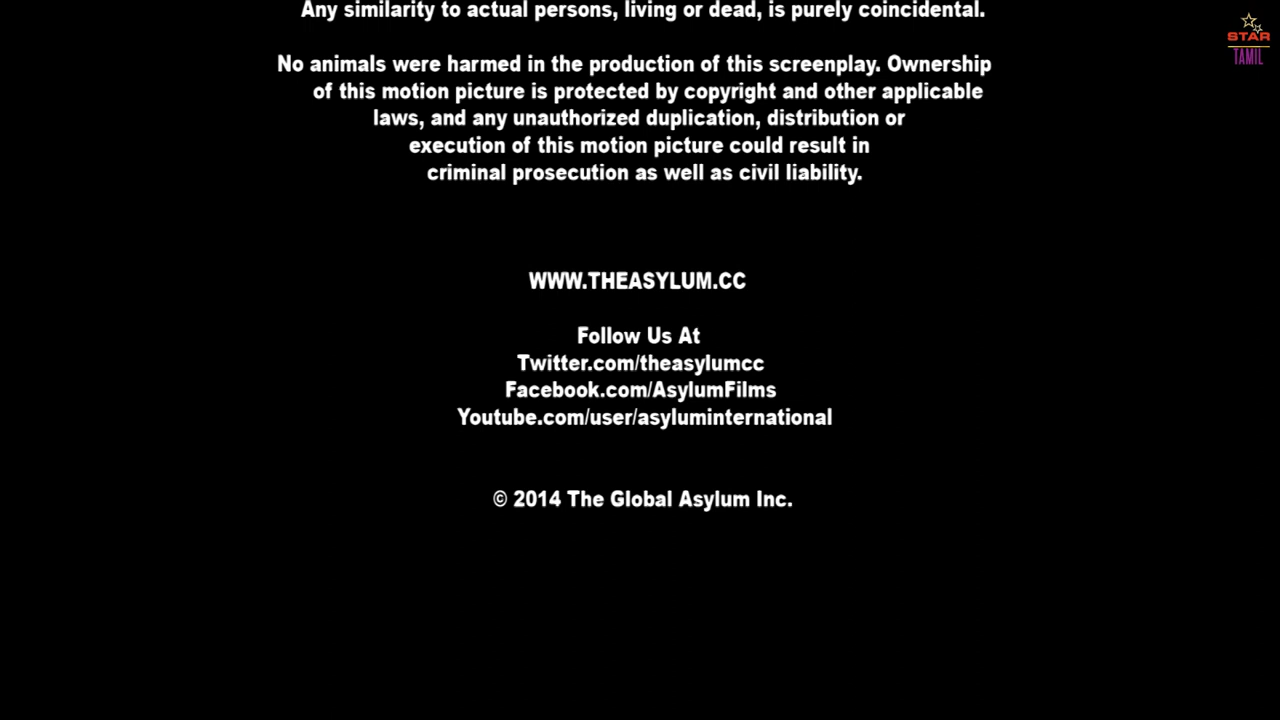 Any similarity to actual persons, living or dead, is purely coincidental.
No animals were harmed in the production of this screenplay. Ownership
of this motion picture is protected by copyright and other applicable
laws, and any unauthorized duplication, distribution or
execution of this motion picture could result in
criminal prosecution as well as civil liability.
WWW.THEASYLUM.CC
Follow Us At
Twitter.com/theasylumcc
Facebook.com/AsylumFilms
Youtube.com/user/asyluminternational
© 2014 The Global Asylum Inc.
STAR
TAMIL